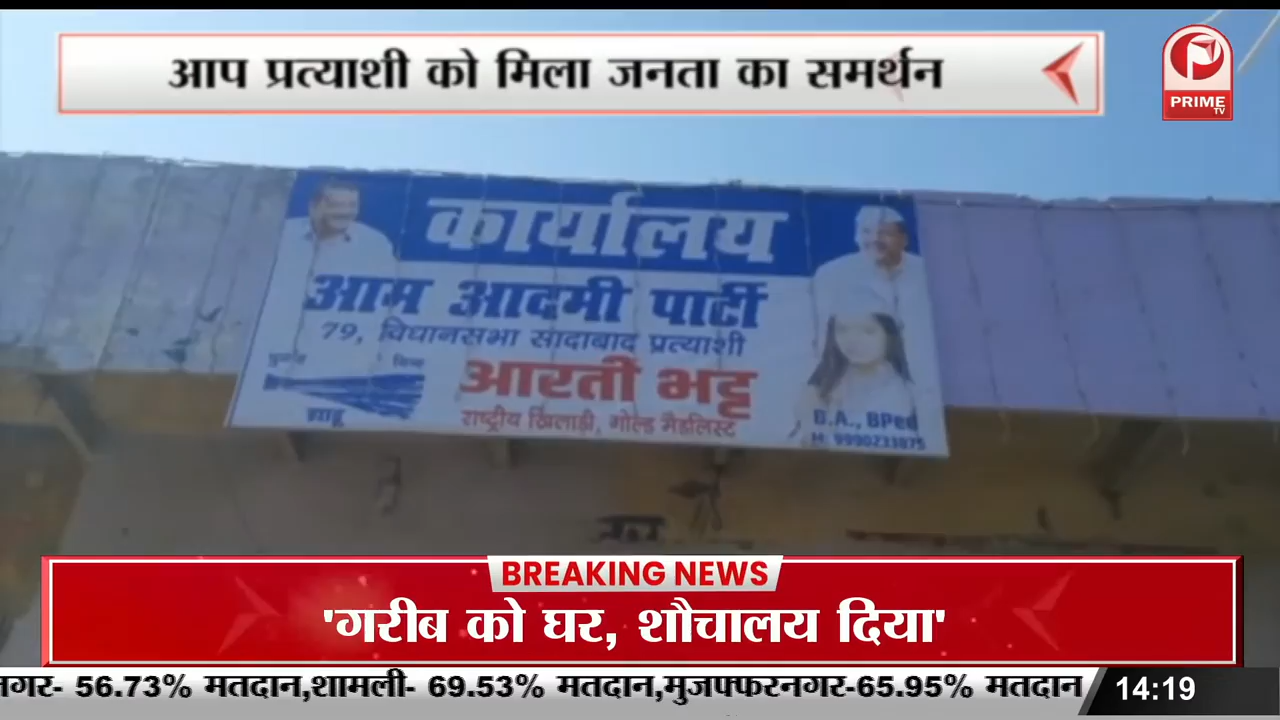 आप प्रत्याशी को मिला जनता का समर्थन
PRIME
TV
कार्यालय
आम आदमी पार्टी
79, विधानसभा सादाबाद प्रत्याशी
आरती भट्ट
झाडू
राष्ट्रीय खिलाड़ी, गोल्ड मैडलिस्ट
B.A., BPed
M: 9990233875
BREAKING NEWS
'गरीब को घर, शौचालय दिया'
नगर- 56.73% मतदान,शामली- 69.53% मतदान,मुजफ्फरनगर-65.95% मतदान
14:19